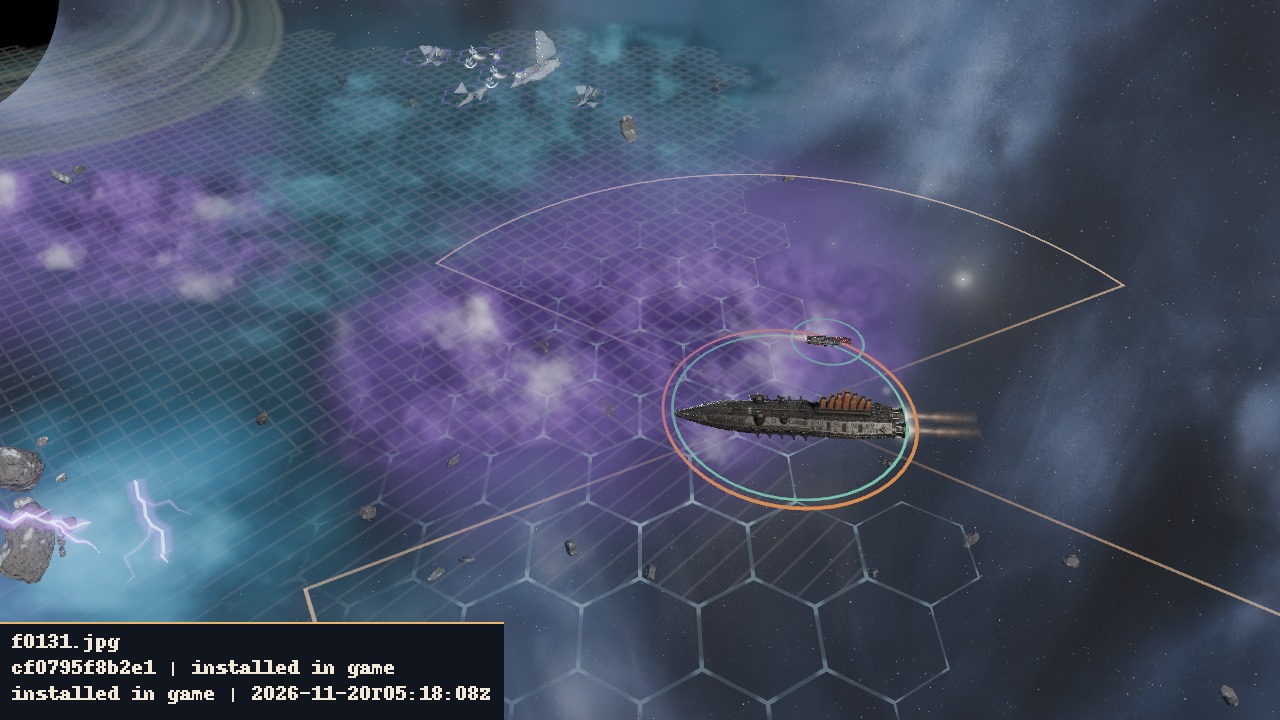 f0131.jpg
cf0795f8b2e1 | installed in game
installed in game | 2026-11-20T05:18:08Z